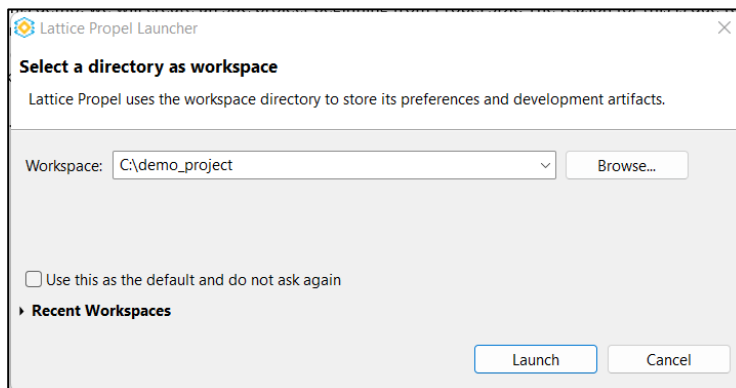 Lattice Propel Launcher
Select a directory as workspace
Lattice Propel uses the workspace directory to store its preferences and development artifacts.
Workspace: C:\demo_project Browse...
Use this as the default and do not ask again
Recent Workspaces
Launch Cancel